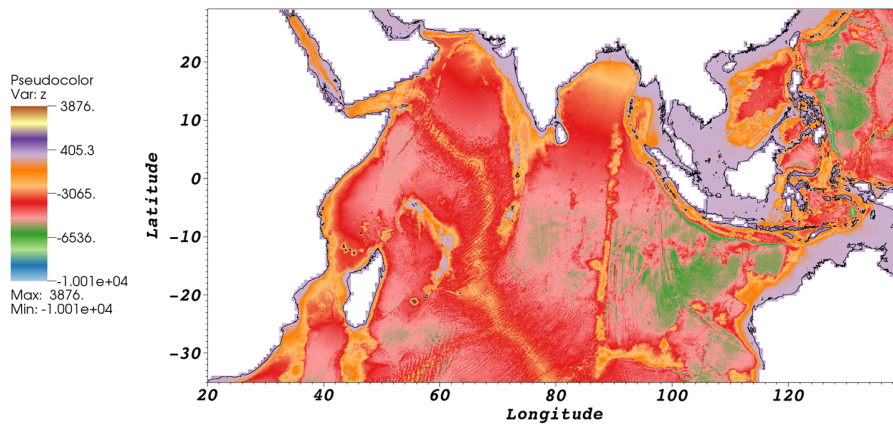 Pseudocolor
Var: z
3876.
405.3
-3065.
-6536.
-1.001e+04
Max: 3876.
Min: -1.001e+04
Latitude
20
10
0
-10
-20
-30
20
40
60
80
100
120
Longitude